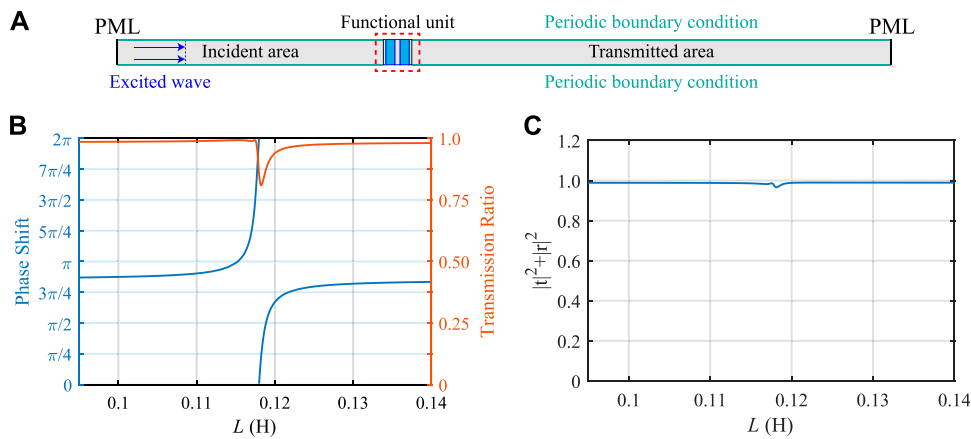 A
PML
Functional unit
Periodic boundary condition
PML
Incident area
Transmitted area
Excited wave
Periodic boundary condition
B
2π
7π/4
3π/2
5π/4
π
3π/4
π/2
π/4
0
Phase Shift
1.0
0.75
0.50
0.25
0
Transmission Ratio
0.1
0.11
0.12
0.13
0.14
L (H)
C
1.2
1.0
0.8
0.6
0.4
0.2
0
|t|²+|r|²
0.1
0.11
0.12
0.13
0.14
L (H)